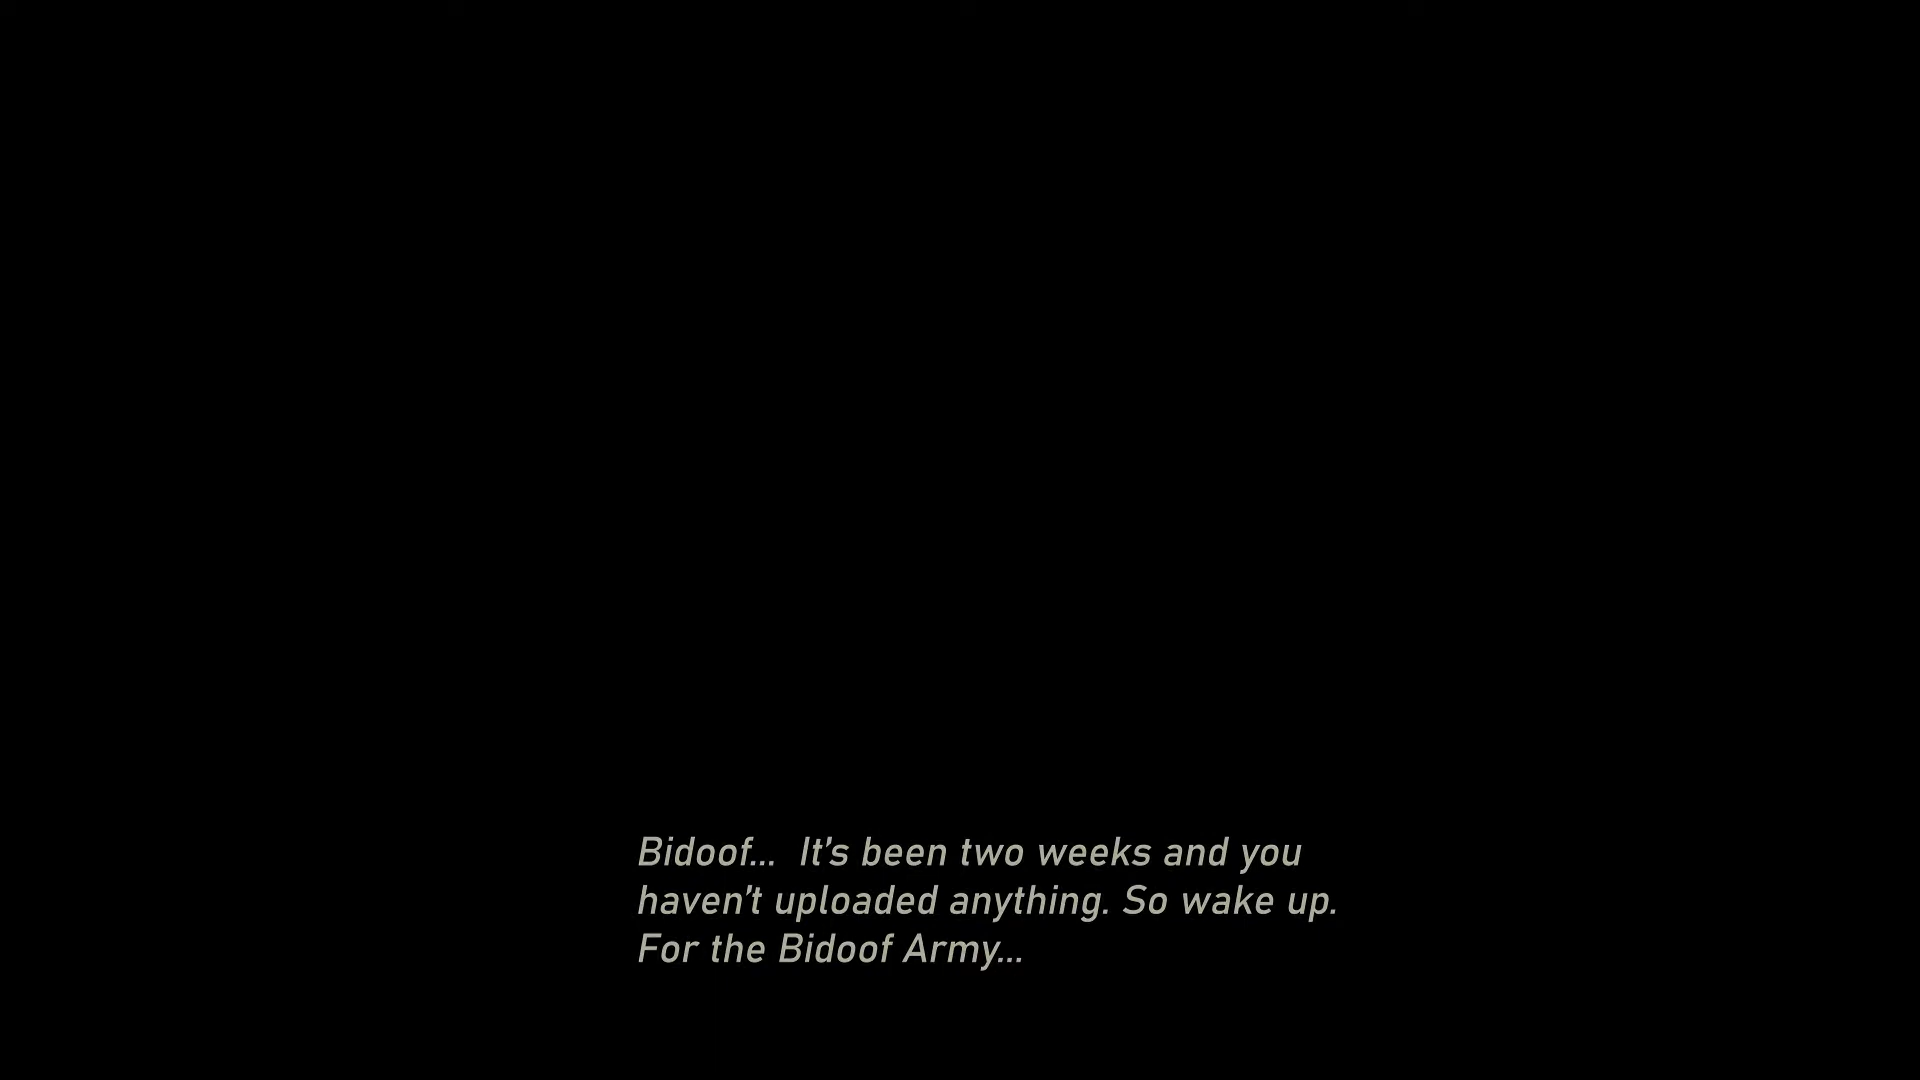 Bidoof...  It's been two weeks and you
haven't uploaded anything. So wake up.
For the Bidoof Army...